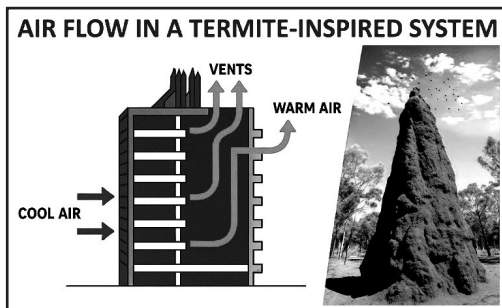 AIR FLOW IN A TERMITE-INSPIRED SYSTEM
VENTS
WARM AIR
COOL AIR